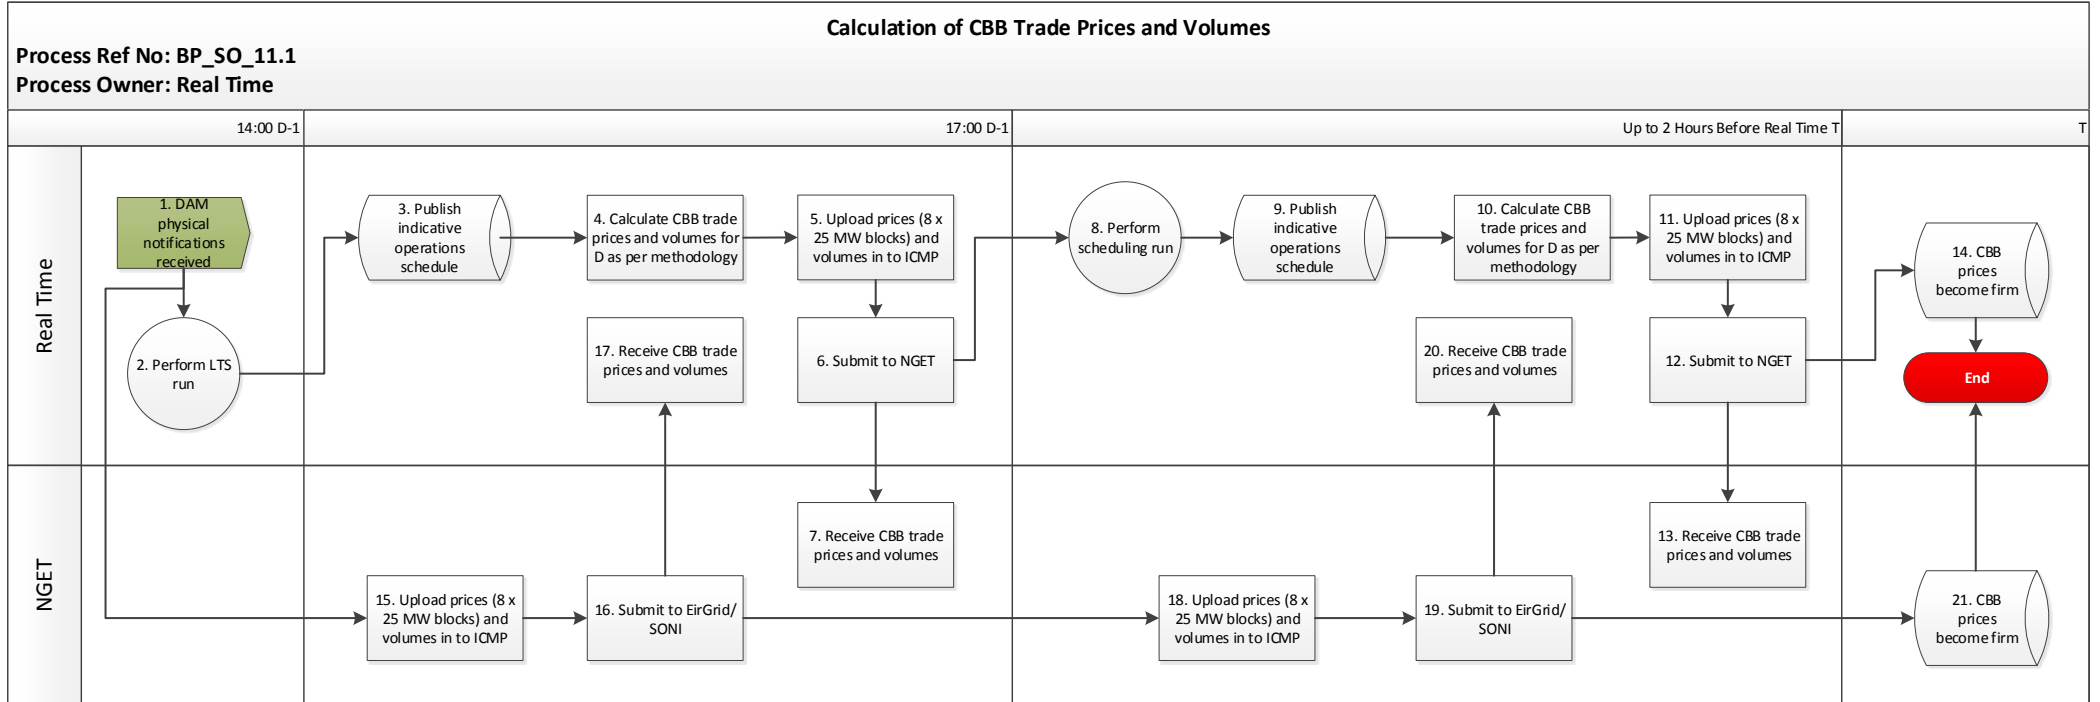 Calculation of CBB Trade Prices and Volumes
Process Ref No: BP_SO_11.1
Process Owner: Real Time
14:00 D-1
17:00 D-1
Up to 2 Hours Before Real Time T
T
Real Time
1. DAM
physical
notifications
received
2. Perform LTS
run
3. Publish
indicative
operations
schedule
4. Calculate CBB trade
prices and volumes for
D as per methodology
5. Upload prices (8 x
25 MW blocks) and
volumes in to ICMP
6. Submit to NGET
17. Receive CBB trade
prices and volumes
8. Perform
scheduling run
9. Publish
indicative
operations
schedule
10. Calculate CBB
trade prices and
volumes for D as per
methodology
11. Upload prices (8 x
25 MW blocks) and
volumes in to ICMP
12. Submit to NGET
20. Receive CBB trade
prices and volumes
14. CBB
prices
become firm
End
NGET
7. Receive CBB trade
prices and volumes
15. Upload prices (8 x
25 MW blocks) and
volumes in to ICMP
16. Submit to EirGrid/
SONI
13. Receive CBB trade
prices and volumes
18. Upload prices (8 x
25 MW blocks) and
volumes in to ICMP
19. Submit to EirGrid/
SONI
21. CBB
prices
become firm